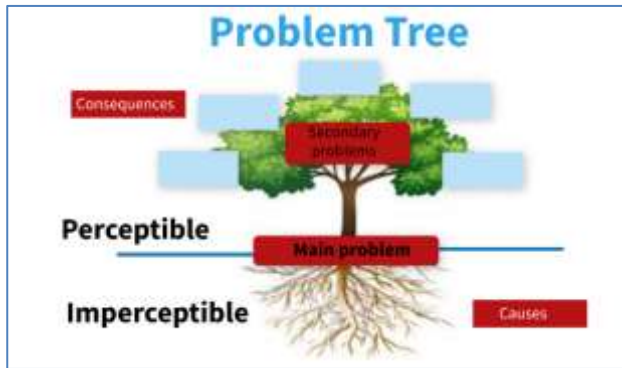 Problem Tree
Consequences
Secondary
problems
Perceptible
Main problem
Imperceptible
Causes